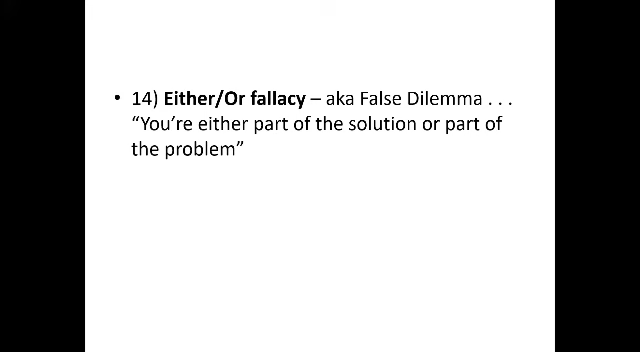 • 14) Either/Or fallacy – aka False Dilemma . . .
“You’re either part of the solution or part of
the problem”